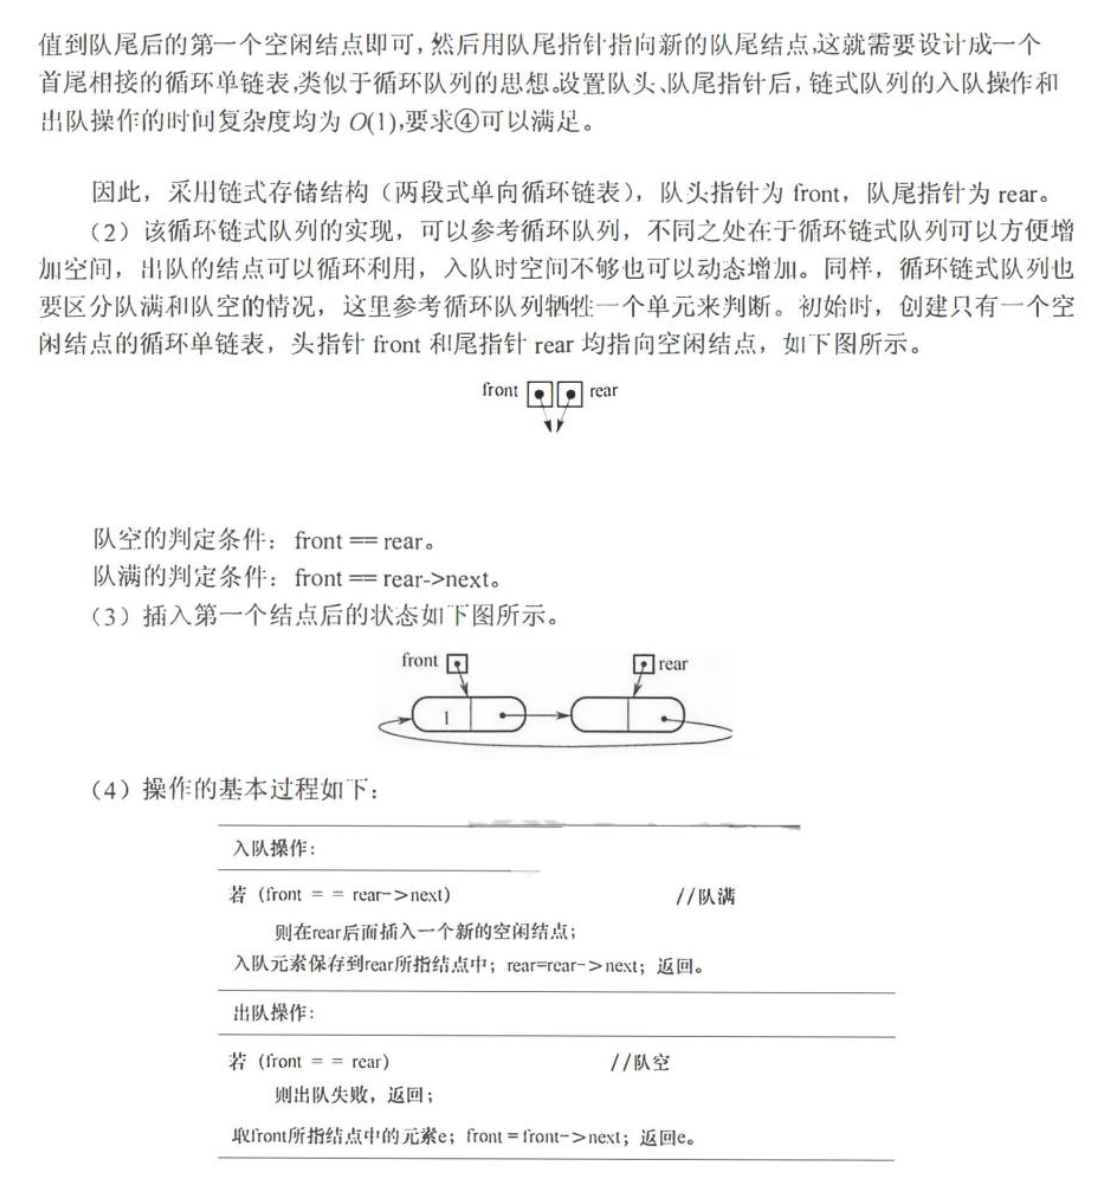 值到队尾后的第一个空闲结点即可,然后用队尾指针指向新的队尾结点,这就需要设计成一个
首尾相接的循环单链表,类似于循环队列的思想。设置队头、队尾指针后,链式队列的入队操作和
出队操作的时间复杂度均为 O(1),要求④可以满足。
因此，采用链式存储结构（两段式单向循环链表），队头指针为 front，队尾指针为 rear。
（2）该循环链式队列的实现，可以参考循环队列，不同之处在于循环链式队列可以方便增
加空间，出队的结点可以循环利用，入队时空间不够也可以动态增加。同样，循环链式队列也
要区分队满和队空的情况，这里参考循环队列牺牲一个单元来判断。初始时，创建只有一个空
闲结点的循环单链表，头指针 front 和尾指针 rear 均指向空闲结点，如下图所示。
front rear
队空的判定条件：front == rear。
队满的判定条件：front == rear->next。
（3）插入第一个结点后的状态如下图所示。
front rear
1
（4）操作的基本过程如下：
入队操作:
若 (front = = rear->next) //队满
则在rear后面插入一个新的空闲结点;
入队元素保存到rear所指结点中；rear=rear->next；返回。
出队操作:
若 (front = = rear) //队空
则出队失败，返回;
取front所指结点中的元素e；front=front->next；返回e。